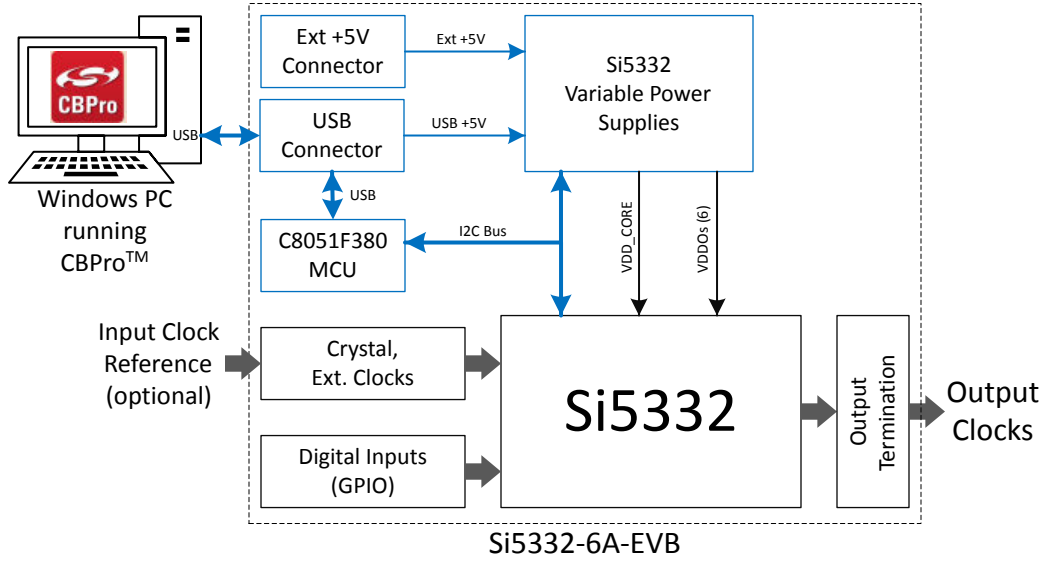 CBPro
USB
Windows PC
running
CBPro™
Ext +5V
Connector
Ext +5V
Si5332
Variable Power
Supplies
USB
Connector
USB +5V
USB
C8051F380
MCU
I2C Bus
VDD_CORE
VDDOs (6)
Input Clock
Reference
(optional)
Crystal,
Ext. Clocks
Digital Inputs
(GPIO)
Si5332
Output
Termination
Output
Clocks
Si5332-6A-EVB